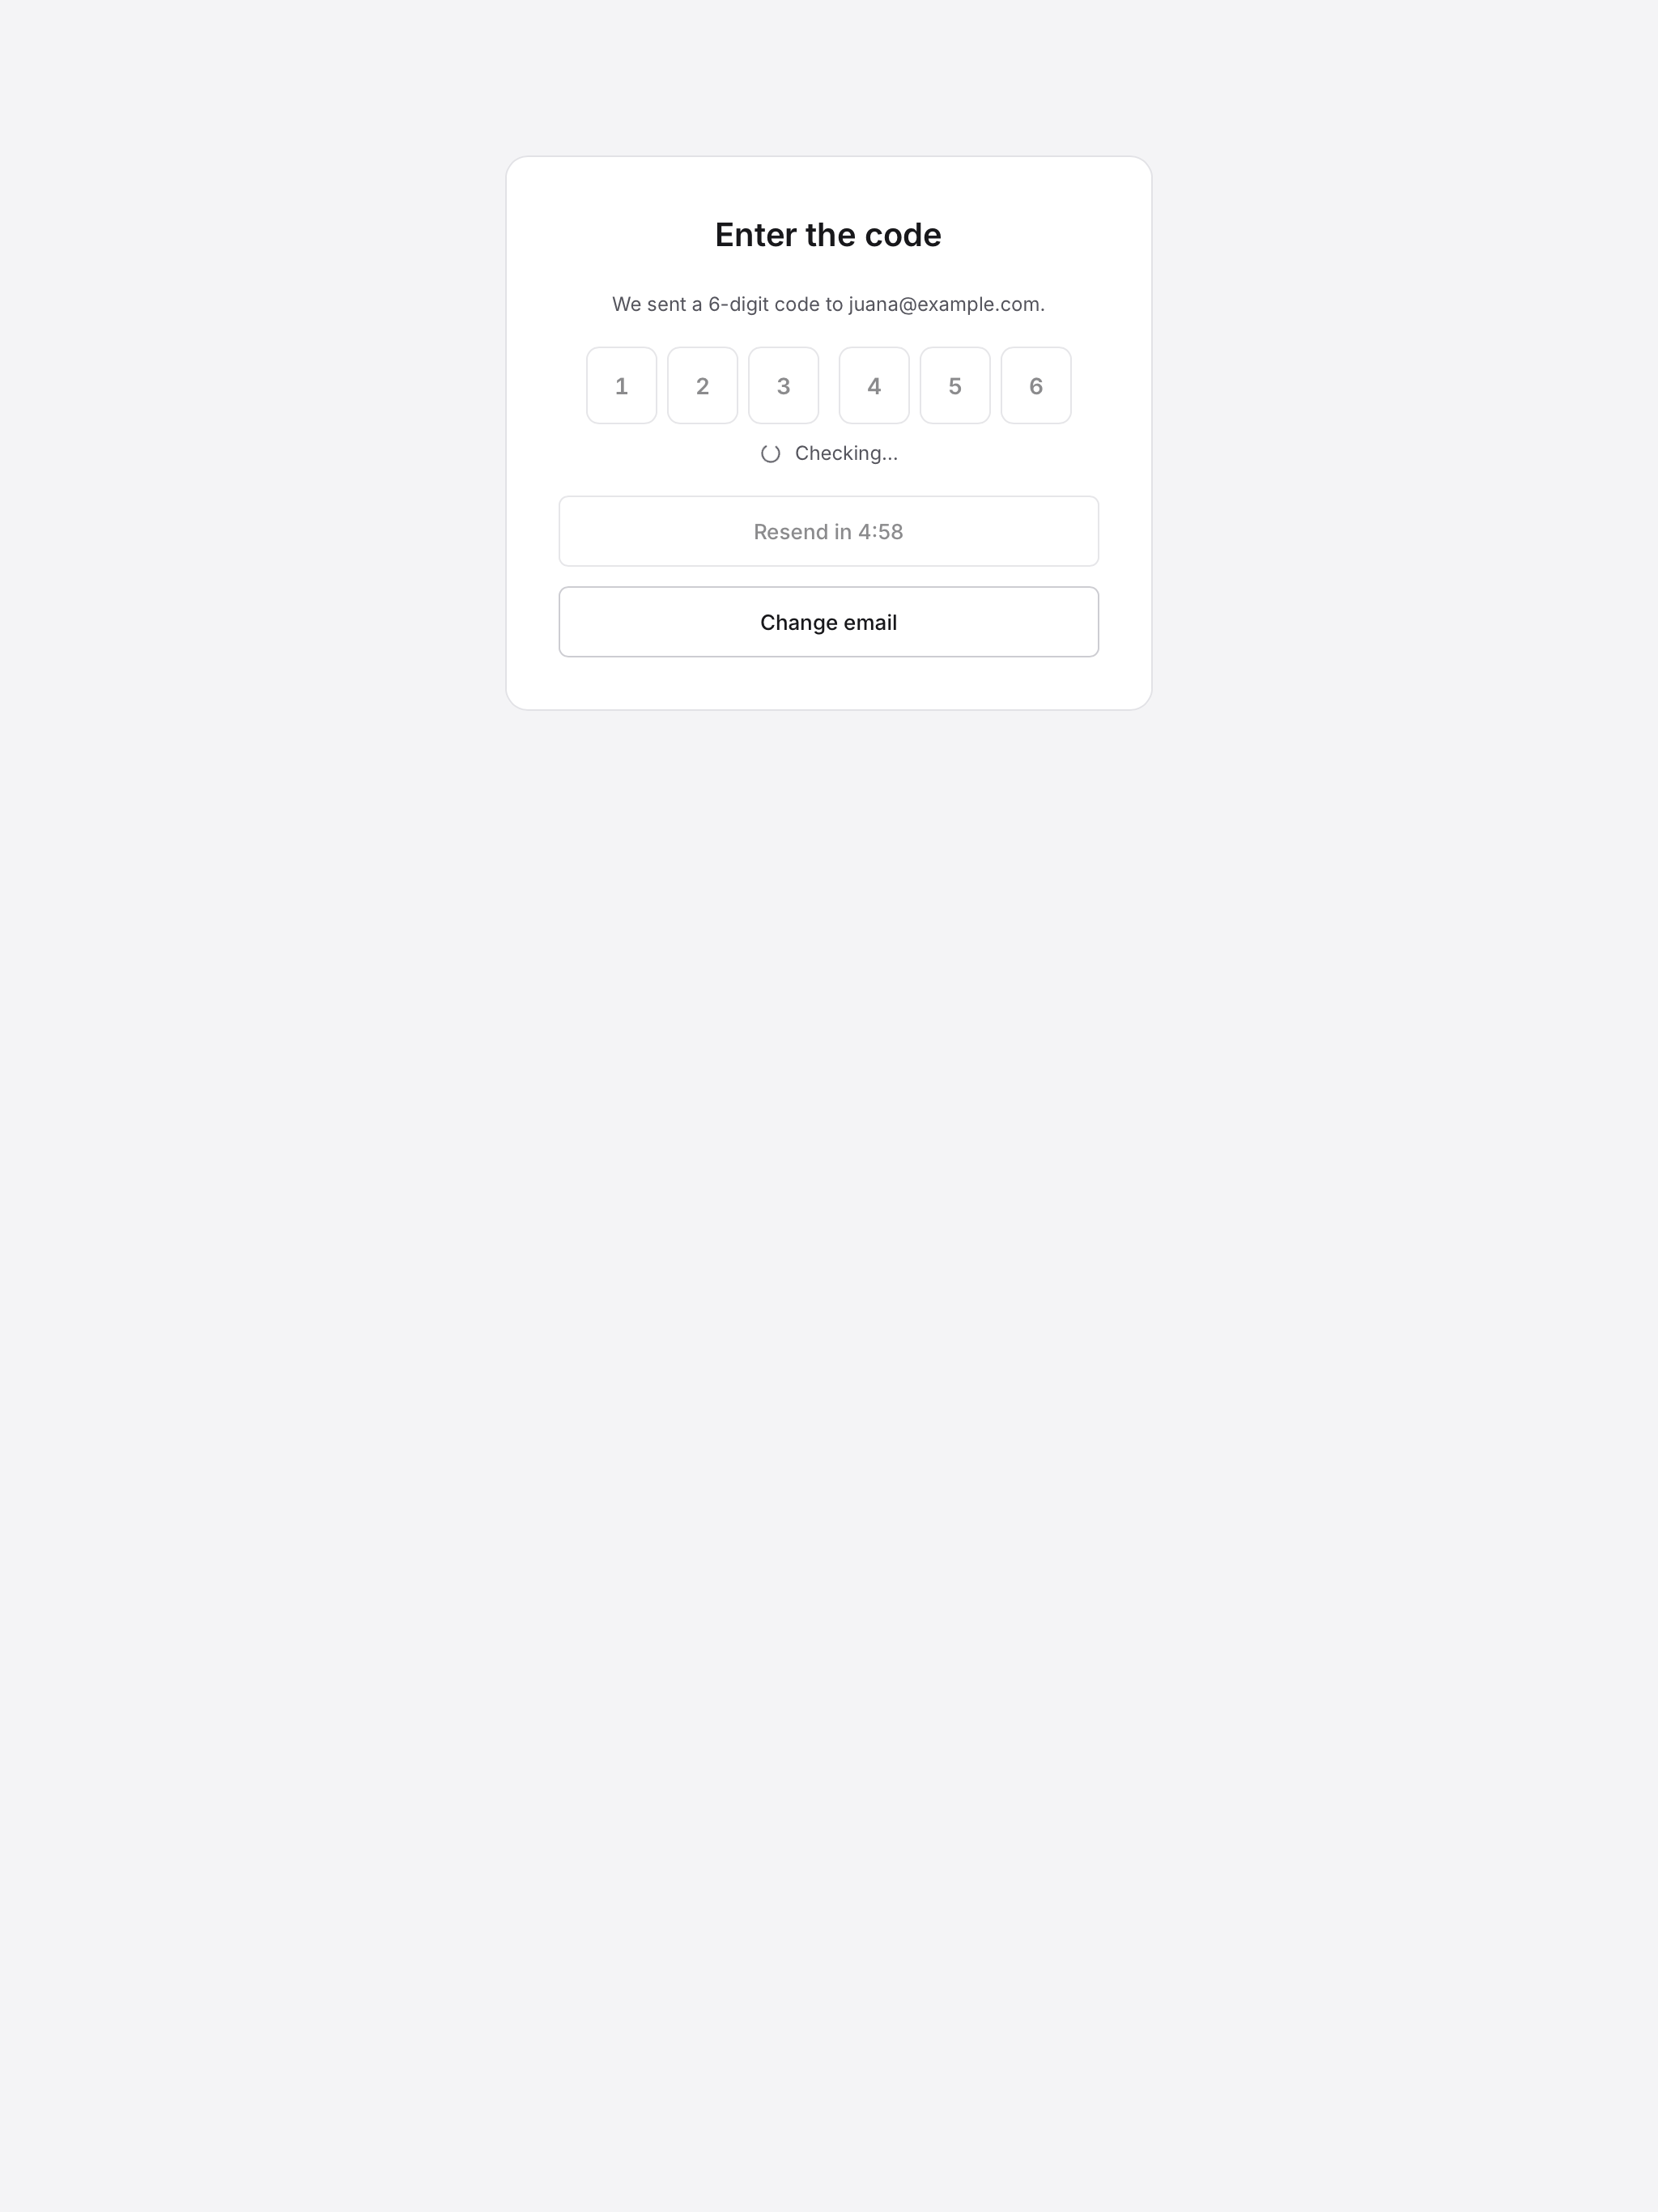 Enter the code
We sent a 6-digit code to juana@example.com.
1 2 3 4 5 6
Checking...
Resend in 4:58
Change email